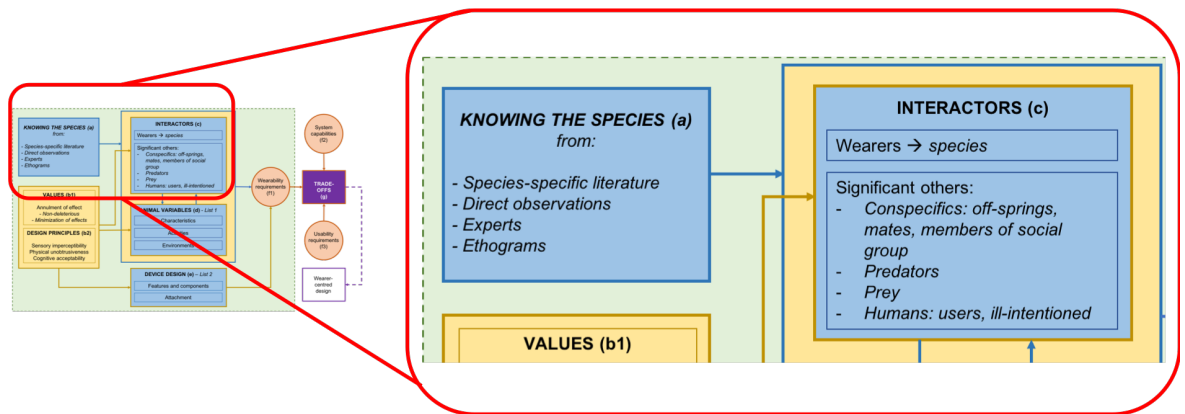 KNOWING THE SPECIES (a)
from:
- Species-specific literature
- Direct observations
- Experts
- Ethograms
VALUES (b1)
Annulment of effect
- Non-deleterious
- Minimization of effects
DESIGN PRINCIPLES (b2)
Sensory imperceptibility
Physical unobtrusiveness
Cognitive acceptability
INTERACTORS (c)
Wearers → species
Significant others:
- Conspecifics: off-springs,
mates, members of social
group
- Predators
- Prey
- Humans: users, ill-intentioned
ANIMAL VARIABLES (d) – List 1
Characteristics
Environments
DEVICE DESIGN (e) – List 2
Features and components
Attachment
Wearability
requirements
(f1)
System
capabilities
(f2)
TRADE-
OFFS
(g)
Usability
requirements
(f3)
Wearer-
centred
design
KNOWING THE SPECIES (a)
from:
- Species-specific literature
- Direct observations
- Experts
- Ethograms
VALUES (b1)
INTERACTORS (c)
Wearers → species
Significant others:
- Conspecifics: off-springs,
mates, members of social
group
- Predators
- Prey
- Humans: users, ill-intentioned